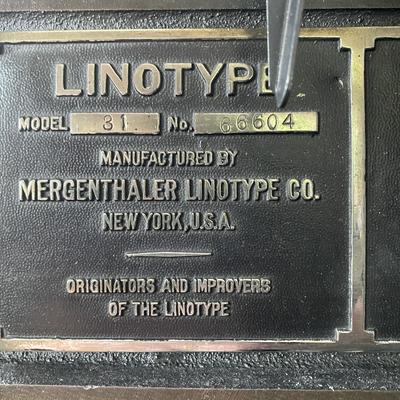 LINOTYPE
MODEL 31 No. 66604
MANUFACTURED BY
MERGENTHALER LINOTYPE CO.
NEW YORK, U.S.A.
ORIGINATORS AND IMPROVERS
OF THE LINOTYPE